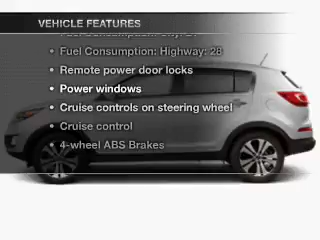 VEHICLE FEATURES
• Fuel Consumption: Highway: 28
• Remote power door locks
• Power windows
• Cruise controls on steering wheel
• Cruise control
• 4-wheel ABS Brakes